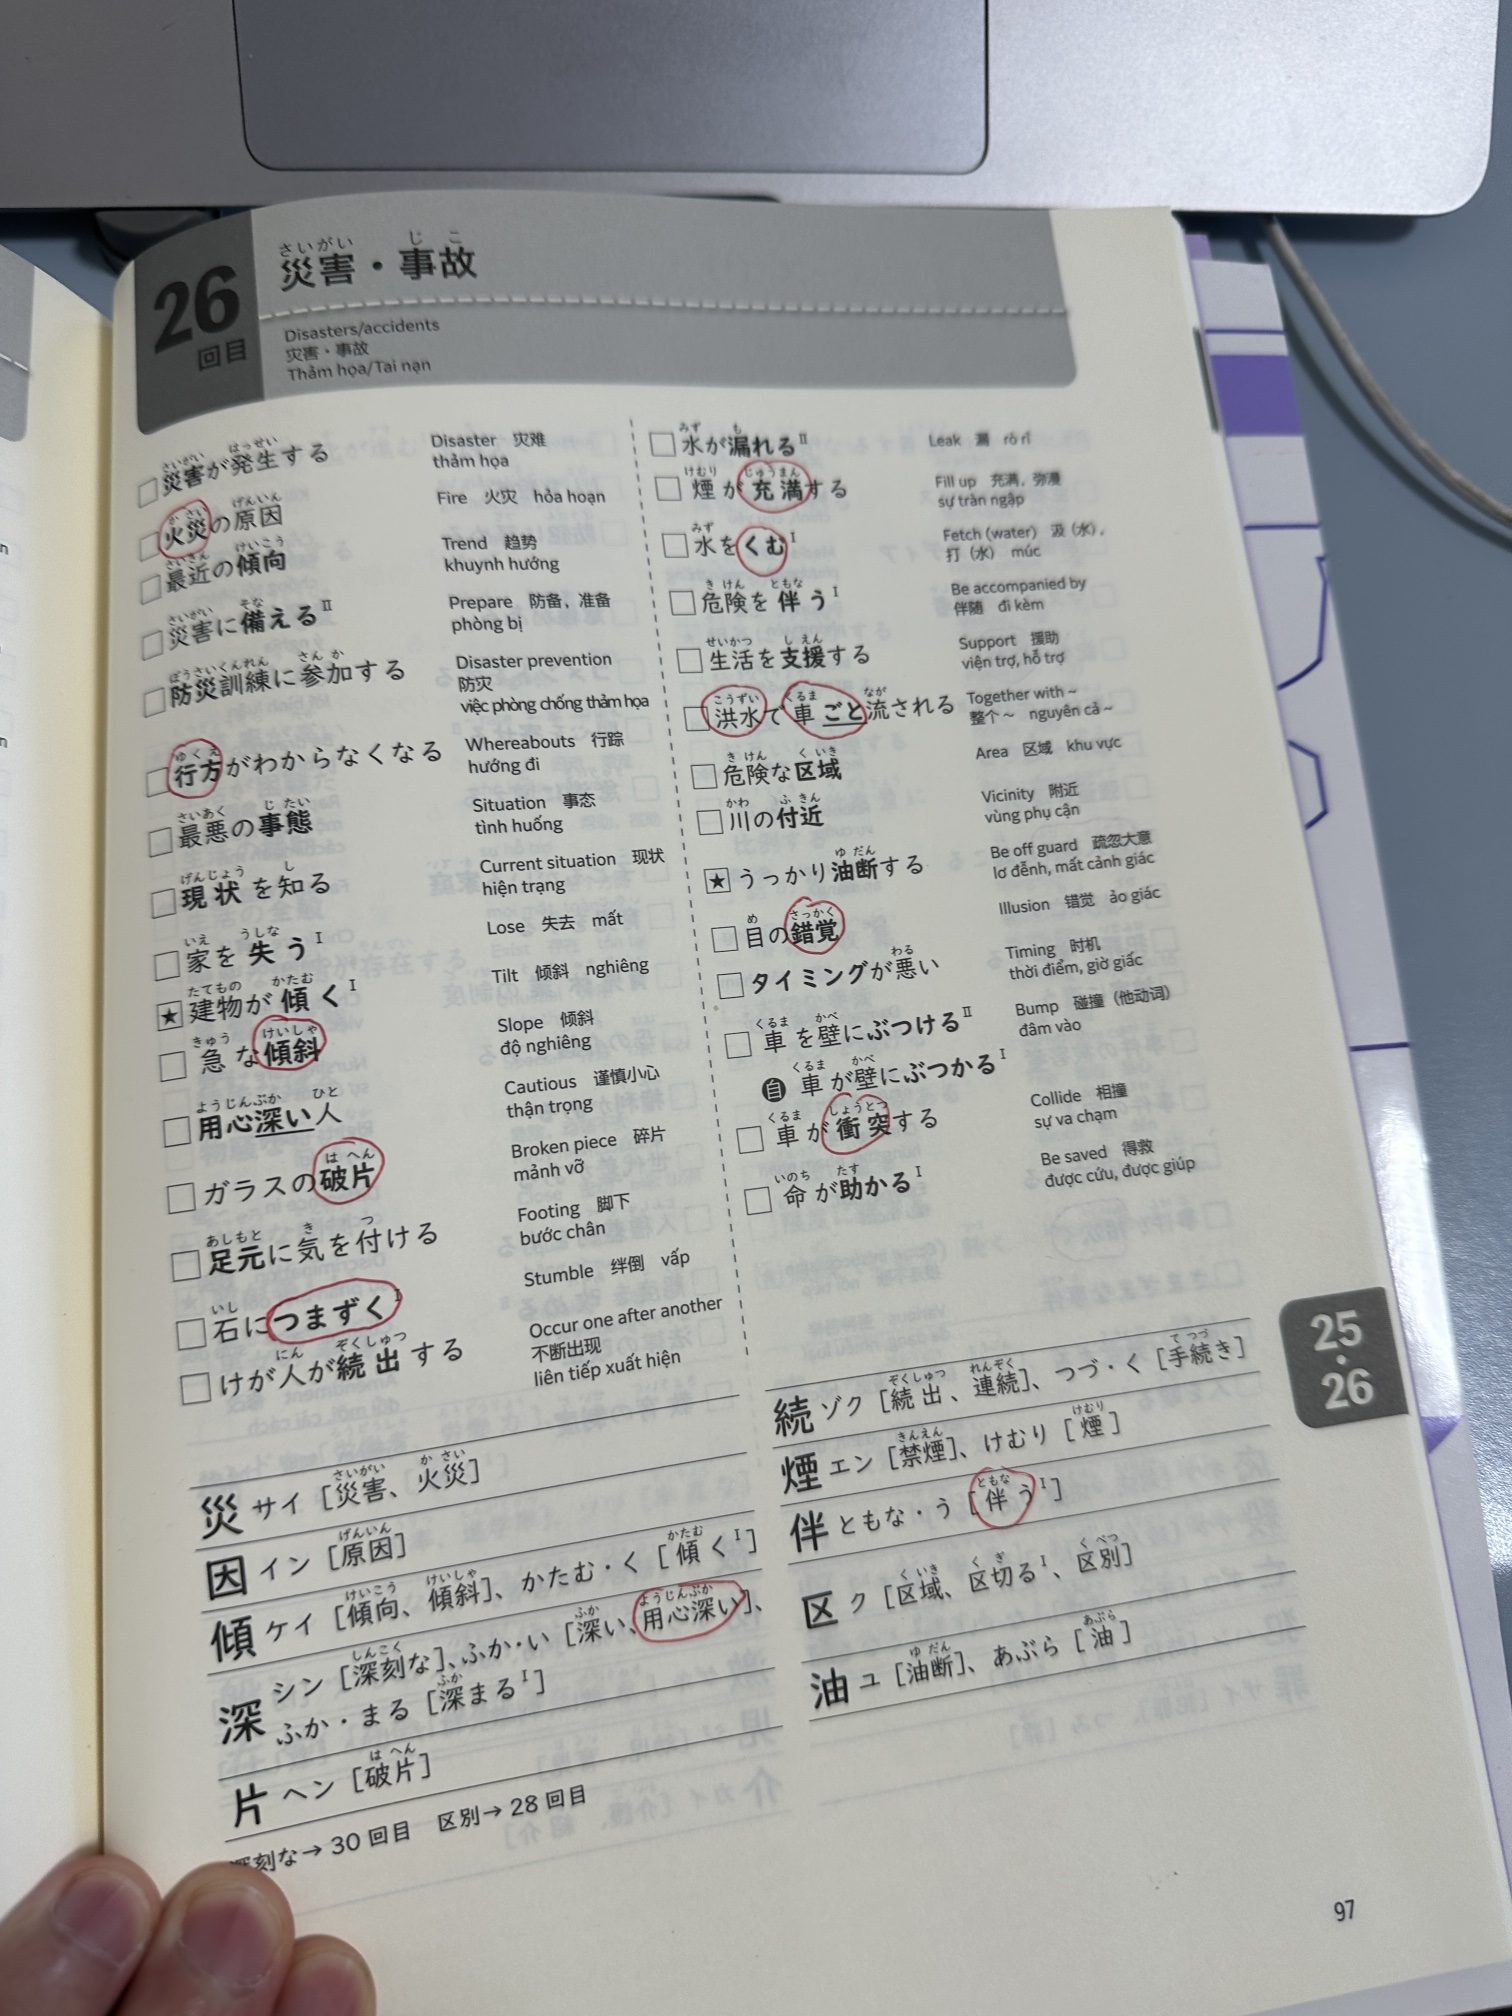 26
回目
さいがい じこ
災害・事故
Disasters/accidents
灾害・事故
Thảm họa/Tai nạn
さいがい はっせい
災害が発生する
Disaster 灾难
thảm họa
かさい げんいん
火災の原因
Fire 火灾 hỏa hoạn
さいきん けいこう
最近の傾向
Trend 趋势
khuynh hướng
さいがい そな
災害に備えるII
Prepare 防备，准备
phòng bị
ぼうさいくんれん さんか
防災訓練に参加する
Disaster prevention
防灾
việc phòng chống thảm họa
ゆくえ
行方がわからなくなる
Whereabouts 行踪
hướng đi
さいあく じたい
最悪の事態
Situation 事态
tình huống
げんじょう し
現状を知る
Current situation 现状
hiện trạng
いえ うしな
家を失うI
Lose 失去 mất
たてもの かたむ
★建物が傾くI
Tilt 倾斜 nghiêng
きゅう けいしゃ
急な傾斜
Slope 倾斜
độ nghiêng
ようじんぶか ひと
用心深い人
Cautious 谨慎小心
thận trọng
はへん
ガラスの破片
Broken piece 碎片
mảnh vỡ
あしもと き つ
足元に気を付ける
Footing 脚下
bước chân
いし
石につまずくI
Stumble 绊倒 vấp
にん ぞくしゅつ
けが人が続出する
Occur one after another
不断出现
liên tiếp xuất hiện
みず も
水が漏れるII
Leak 漏 rò rỉ
けむり じゅうまん
煙が充満する
Fill up 充满，弥漫
sự tràn ngập
みず
水をくむI
Fetch (water) 汲（水），
打（水） múc
きけん ともな
危険を伴うI
Be accompanied by
伴随 đi kèm
せいかつ しえん
生活を支援する
Support 援助
viện trợ, hỗ trợ
こうずい くるま なが
洪水で車ごと流される
Together with ~
整个～ nguyên cả ~
きけん くいき
危険な区域
Area 区域 khu vực
かわ ふきん
川の付近
Vicinity 附近
vùng phụ cận
ゆだん
★うっかり油断する
Be off guard 疏忽大意
lơ đễnh, mất cảnh giác
め さっかく
目の錯覚
Illusion 错觉 ảo giác
わる
タイミングが悪い
Timing 时机
thời điểm, giờ giấc
くるま かべ
車を壁にぶつけるII
Bump 碰撞（他动词）
đâm vào
くるま かべ
自 車が壁にぶつかるI
くるま しょうとつ
車が衝突する
Collide 相撞
sự va chạm
いのち たす
命が助かるI
Be saved 得救
được cứu, được giúp
さいがい かさい
災 サイ［災害、火災］
げんいん
因 イン［原因］
けいこう けいしゃ かたむ
傾 ケイ［傾向、傾斜］、かたむ・く［傾くI］
しんこく ふか ようじんぶか
深 シン［深刻な］、ふか・い［深い、用心深い］、
ふか
ふか・まる［深まるI］
はへん
片 ヘン［破片］
深刻な→30回目 区別→28回目
ぞくしゅつ れんぞく てつづ
続 ゾク［続出、連続］、つづ・く［手続き］
きんえん けむり
煙 エン［禁煙］、けむり［煙］
ともな
伴 ともな・う［伴うI］
くいき くぎ くべつ
区 ク［区域、区切るI、区別］
ゆだん あぶら
油 ユ［油断］、あぶら［油］
25
・
26
97